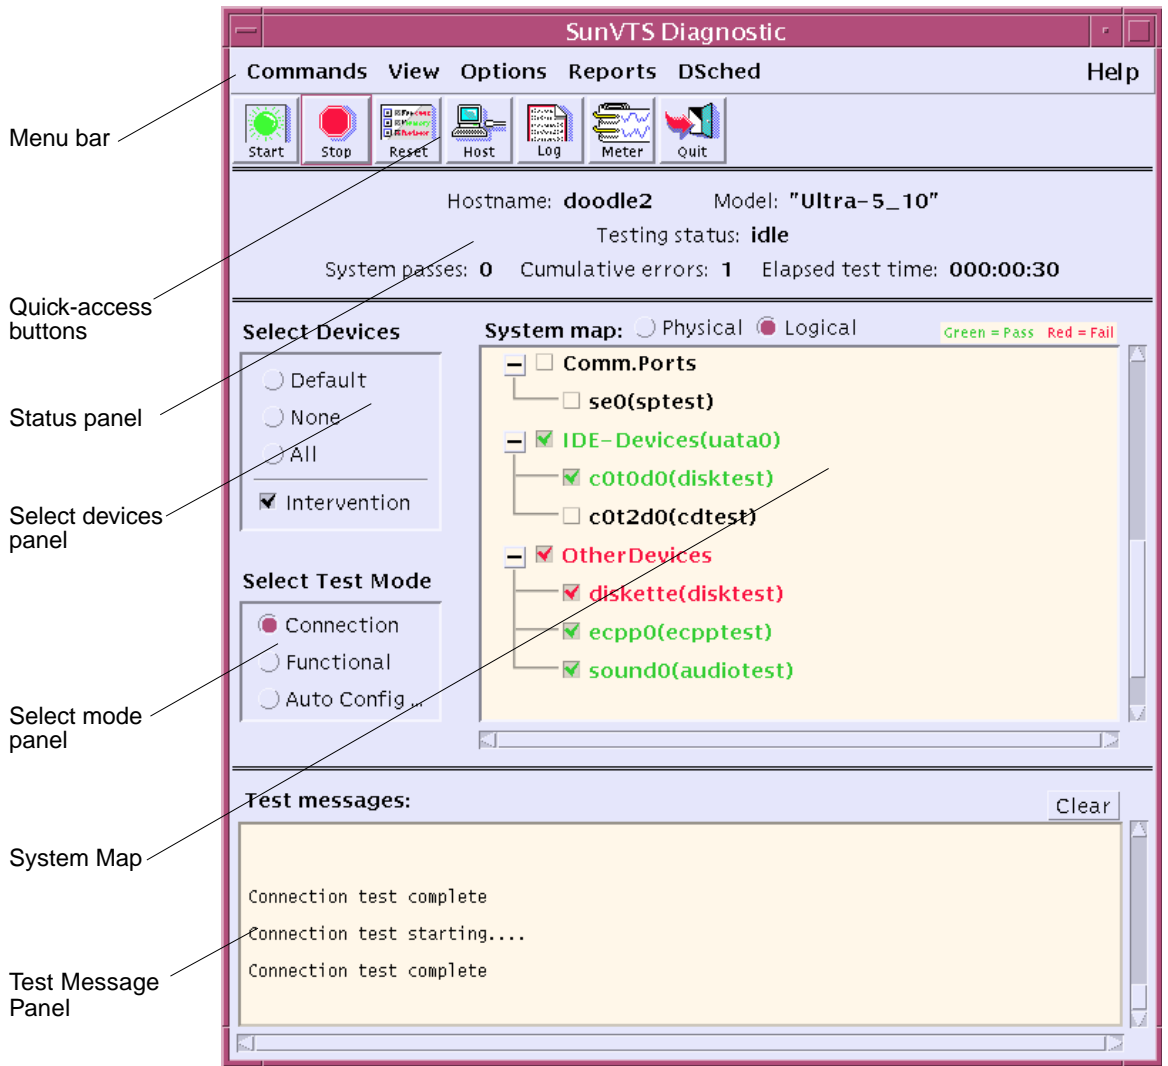 SunVTS Diagnostic
Commands View Options Reports DSched Help
Menu bar
Start Stop Reset Host Log Meter Quit
Hostname: doodle2 Model: "Ultra-5_10"
Testing status: idle
System passes: 0 Cumulative errors: 1 Elapsed test time: 000:00:30
Quick-access
buttons
Select Devices
Default
None
All
Intervention
Status panel
Select devices
panel
System map: Physical Logical Green = Pass Red = Fail
Comm.Ports
se0(sptest)
IDE-Devices(uata0)
c0t0d0(disktest)
c0t2d0(cdtest)
OtherDevices
diskette(disktest)
ecpp0(ecpptest)
sound0(audiotest)
Select Test Mode
Connection
Functional
Auto Config...
Select mode
panel
System Map
Test messages: Clear
Connection test complete
Connection test starting....
Connection test complete
Test Message
Panel